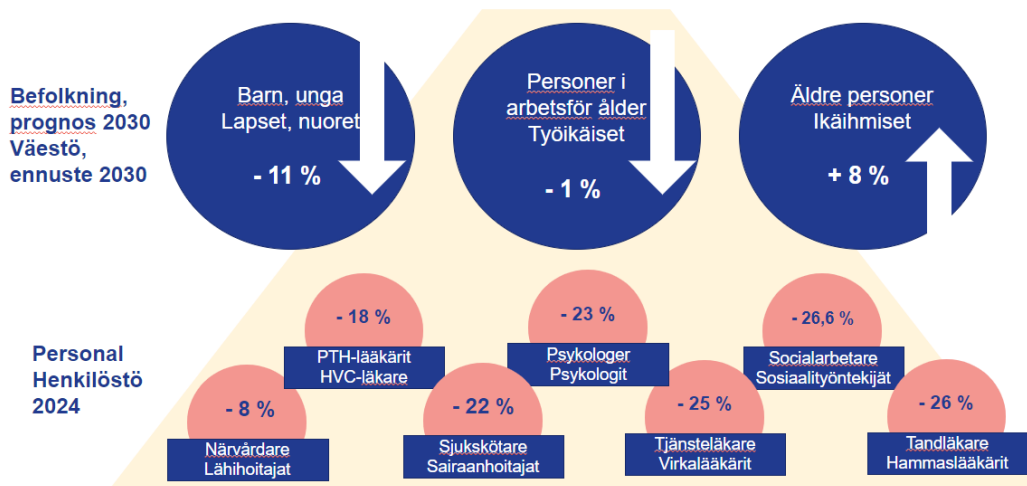 Befolkning,
prognos 2030
Väestö,
ennuste 2030
Barn, unga
Lapset, nuoret
- 11 %
Personer i
arbetsför ålder
Työikäiset
- 1 %
Äldre personer
Ikäihmiset
+ 8 %
Personal
Henkilöstö
2024
- 18 %
PTH-lääkärit
HVC-läkare
- 23 %
Psykologer
Psykologit
- 26,6 %
Socialarbetare
Sosiaalityöntekijät
- 8 %
Närvårdare
Lähihoitajat
- 22 %
Sjukskötare
Sairaanhoitajat
- 25 %
Tjänsteläkare
Virkalääkärit
- 26 %
Tandläkare
Hammaslääkärit